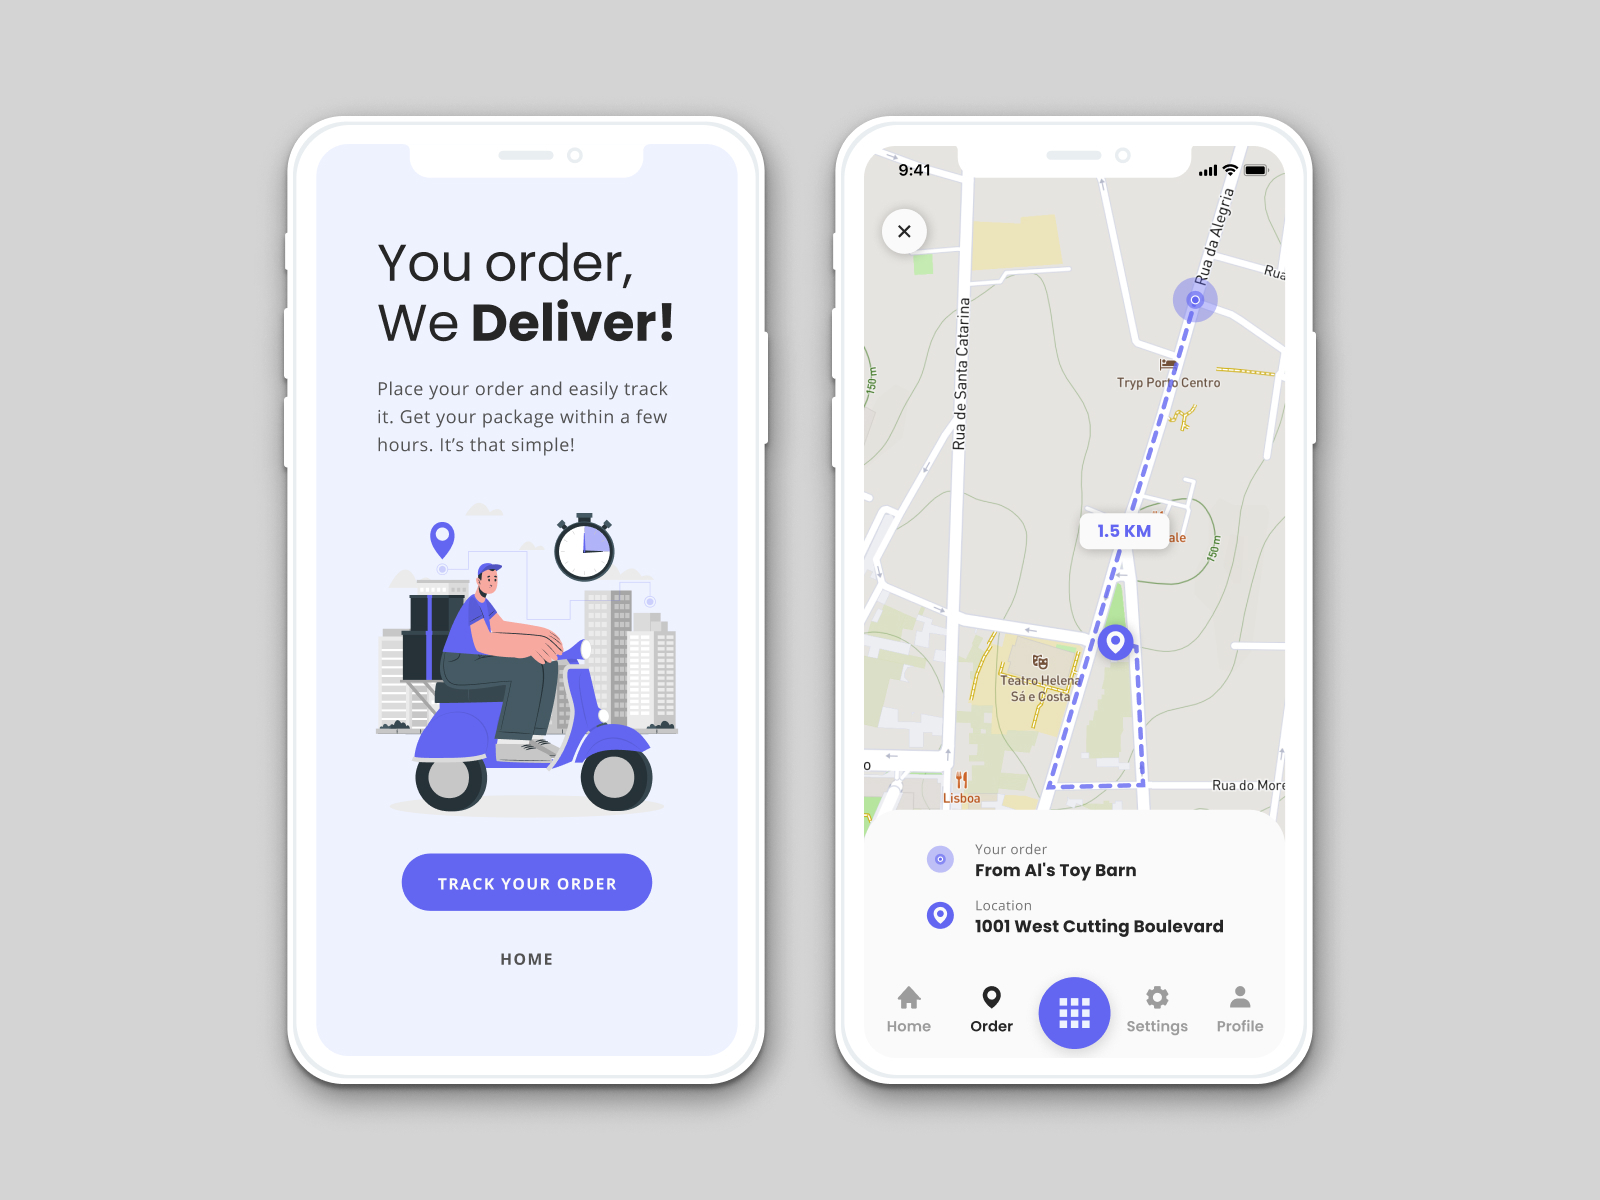 You order,
We Deliver!
Place your order and easily track
it. Get your package within a few
hours. It's that simple!
TRACK YOUR ORDER
HOME
9:41
Rua da Alegria
Rua
Rua de Santa Catarina
150 m
Tryp Porto Centro
1.5 KM
150 m
Teatro Helena
Sá e Costa
o
Lisboa
Rua do More
Your order
From Al's Toy Barn
Location
1001 West Cutting Boulevard
Home
Order
Settings
Profile